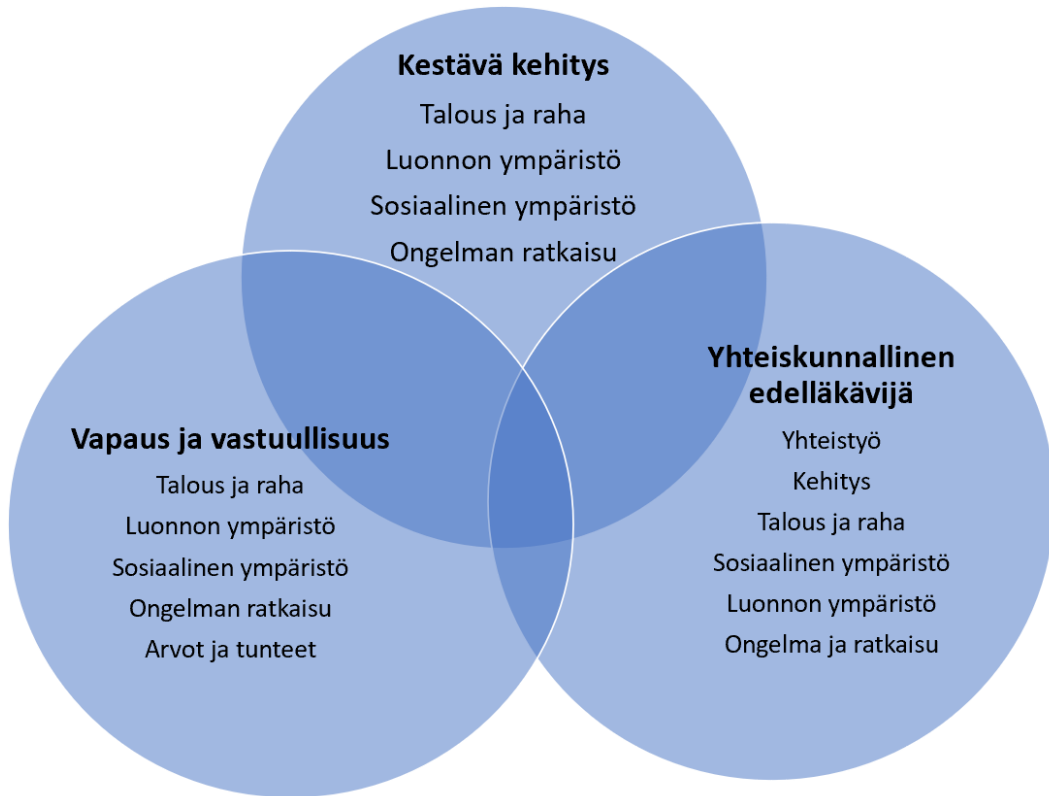 Kestävä kehitys
Talous ja raha
Luonnon ympäristö
Sosiaalinen ympäristö
Ongelman ratkaisu
Vapaus ja vastuullisuus
Talous ja raha
Luonnon ympäristö
Sosiaalinen ympäristö
Ongelman ratkaisu
Arvot ja tunteet
Yhteiskunnallinen
edelläkävijä
Yhteistyö
Kehitys
Talous ja raha
Sosiaalinen ympäristö
Luonnon ympäristö
Ongelma ja ratkaisu